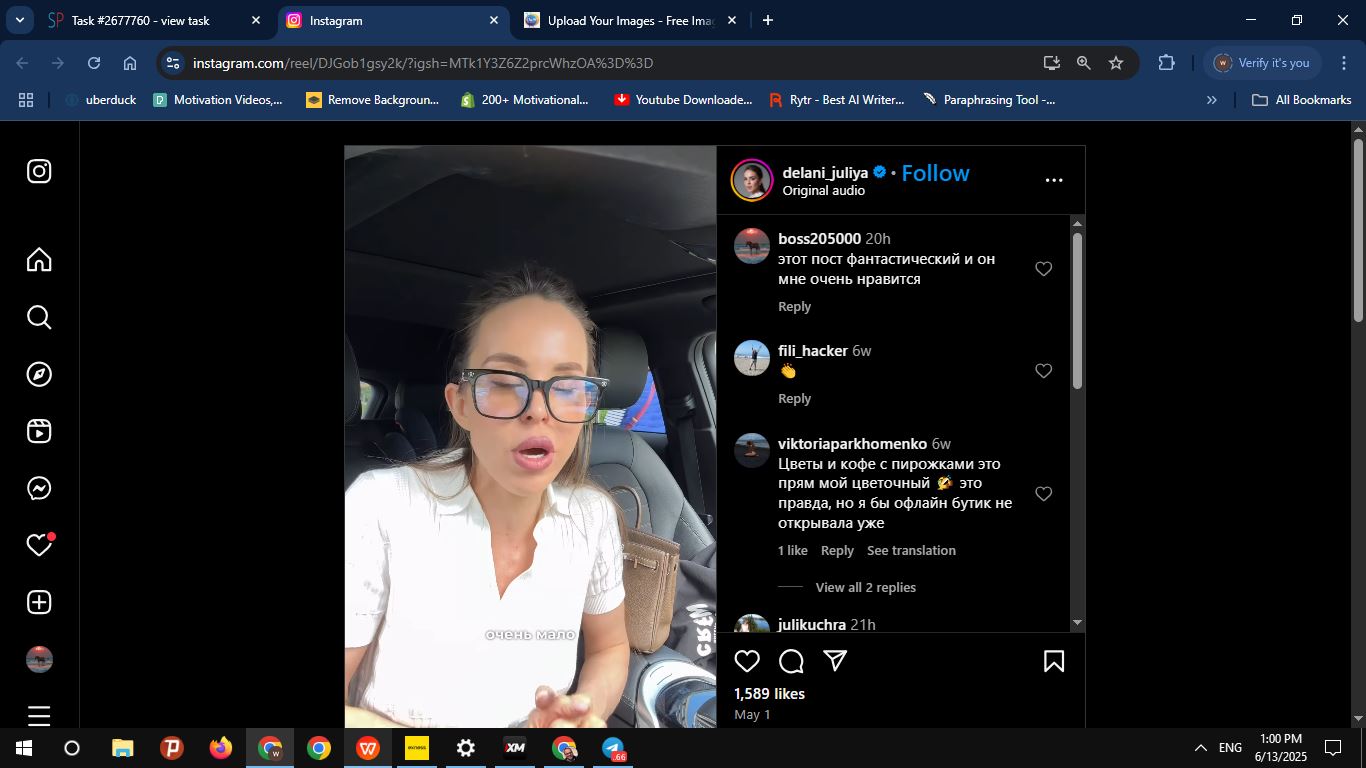 Task #2677760 - view task
Instagram
Upload Your Images - Free Imag
instagram.com/reel/DJGob1gsy2k/?igsh=MTk1Y3Z6Z2prcWhzOA%3D%3D
Verify it's you
uberduck
Motivation Videos,...
Remove Backgroun...
200+ Motivational...
Youtube Downloade...
Rytr - Best AI Writer...
Paraphrasing Tool -...
All Bookmarks
delani_juliya • Follow
Original audio
boss205000 20h
этот пост фантастический и он
мне очень нравится
Reply
fili_hacker 6w
👏
Reply
viktoriaparkhomenko 6w
Цветы и кофе с пирожками это
прям мой цветочный 🤣 это
правда, но я бы офлайн бутик не
открывала уже
1 like Reply See translation
View all 2 replies
julikuchra 21h
очень мало
1,589 likes
May 1
exness
XM
66
ENG
1:00 PM
6/13/2025